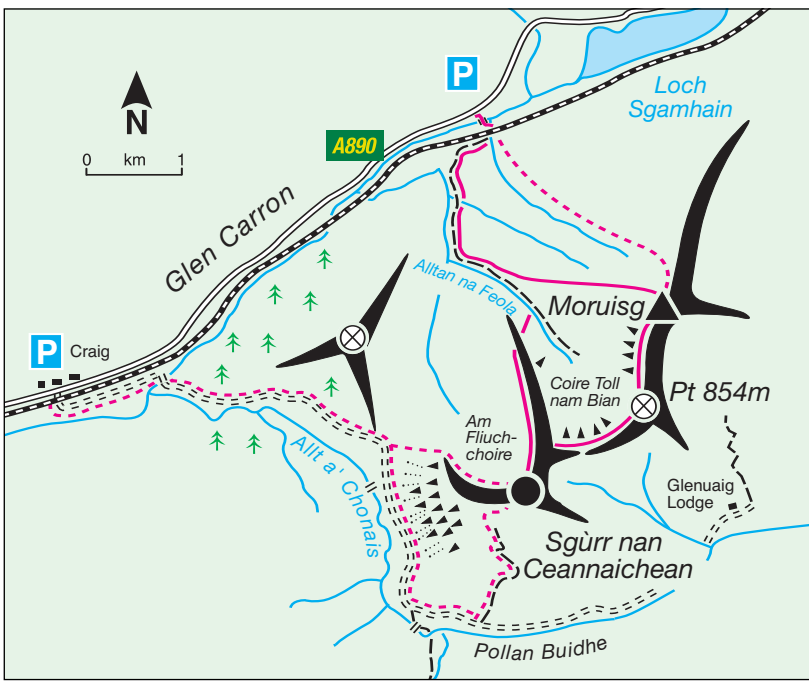 P
Loch
Sgamhain
N
0 km 1
A890
Glen Carron
Alltan na Feola
Moruisg
P
Craig
Coire Toll
nam Bian
Pt 854m
Am
Fliuch-
choire
Allt a' Chonais
Glenuaig
Lodge
Sgùrr nan
Ceannaichean
Pollan Buidhe